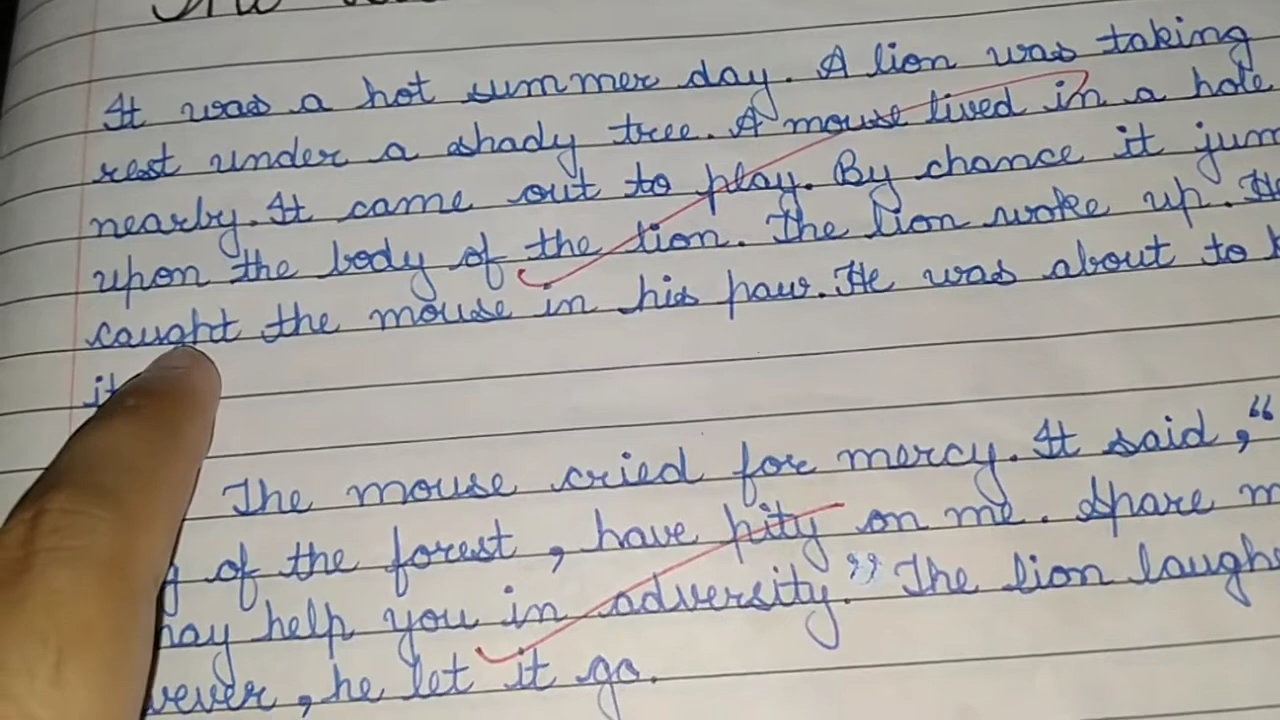 It was a hot summer day. A lion was taking
rest under a shady tree. A mouse lived in a hole
nearby. It came out to play. By chance it jum
upon the body of the lion. The lion woke up. He
caught the mouse in his paw. He was about to
it
The mouse cried for mercy. It said, “
of the forest, have pity on me. Spare m
may help you in adversity.” The lion laughe
wever, he let it go.